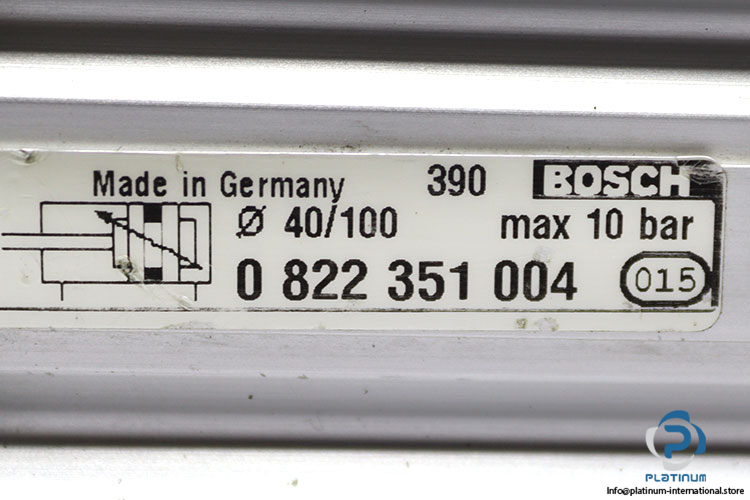 Made in Germany 390 BOSCH
Ø 40/100 max 10 bar
0 822 351 004 015
PLATINUM
Info@platinum-international.store